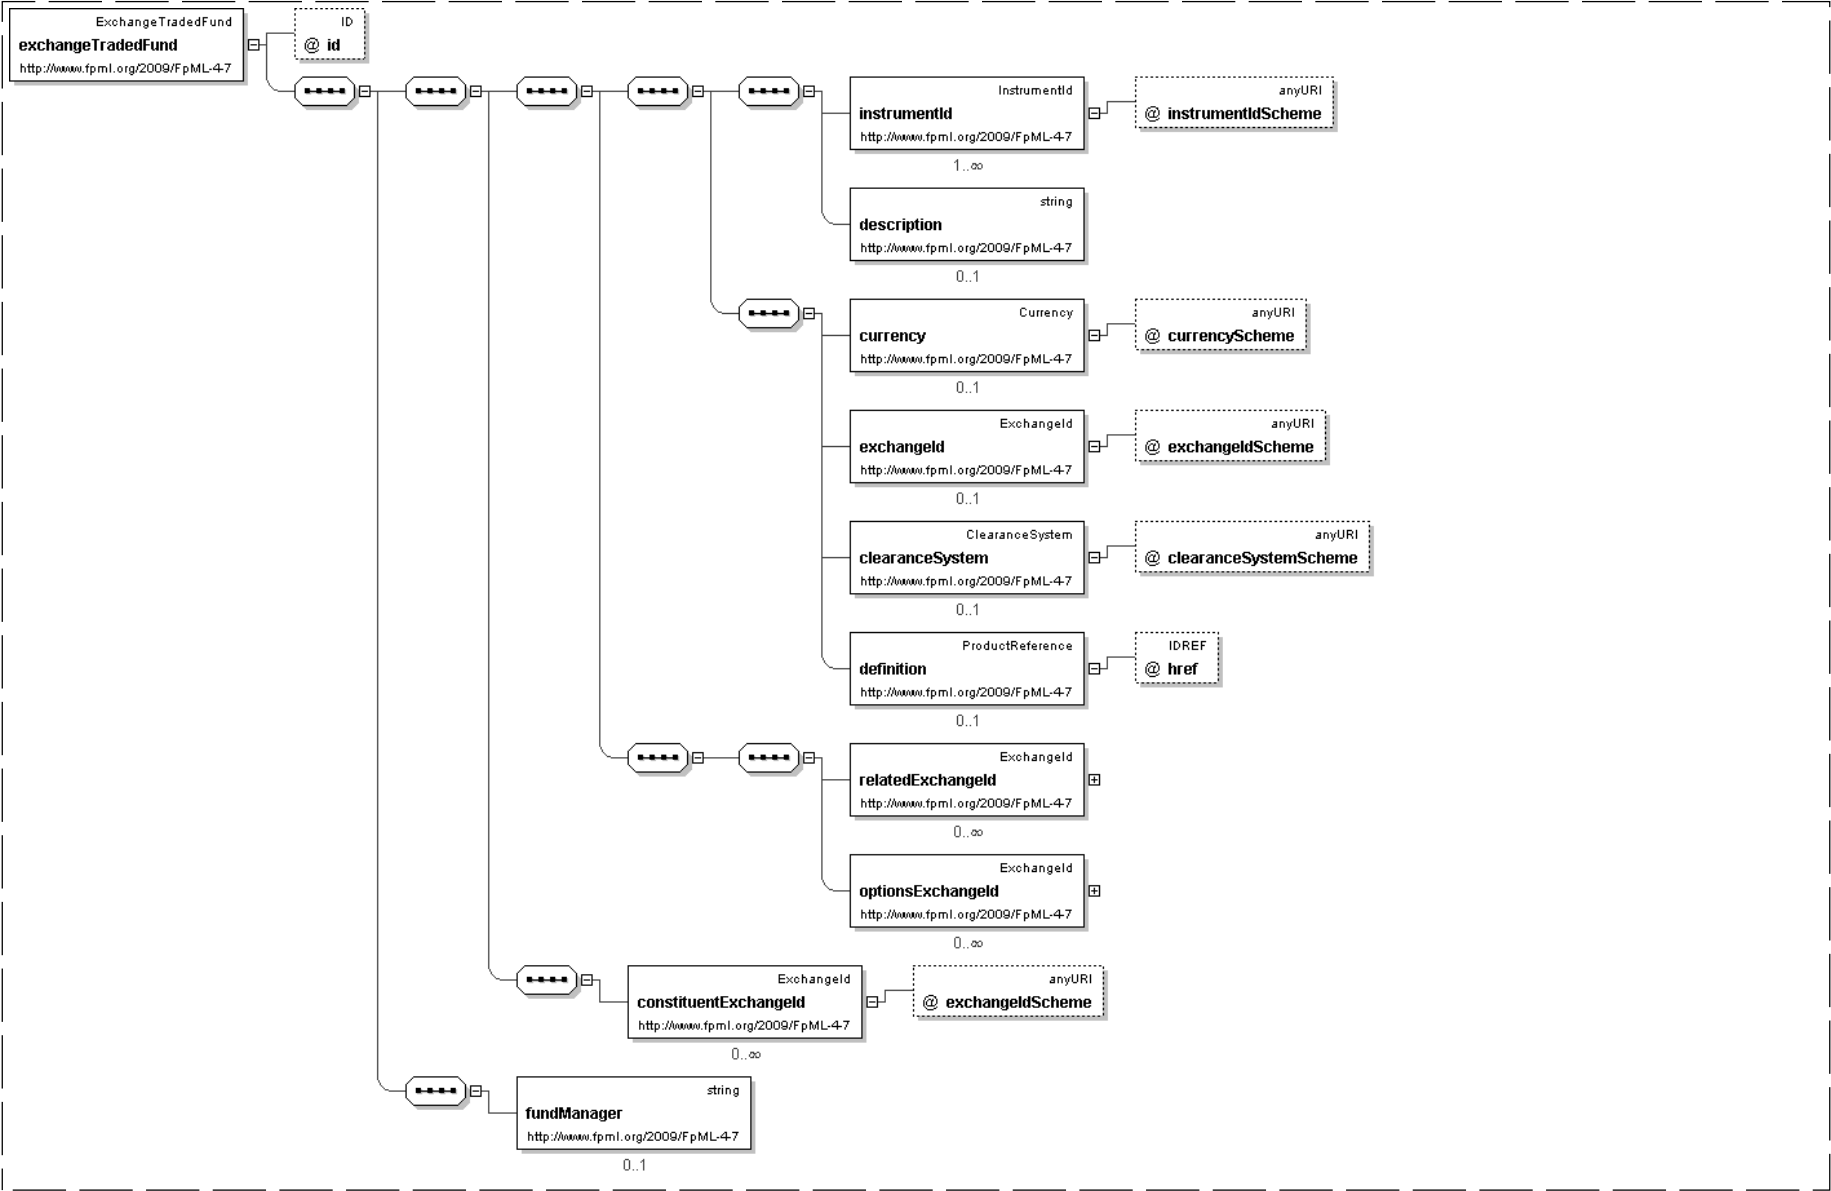 ExchangeTradedFund
exchangeTradedFund
http://www.fpml.org/2009/FpML-4-7
ID
@ id
InstrumentId
instrumentId
http://www.fpml.org/2009/FpML-4-7
1..∞
anyURI
@ instrumentIdScheme
string
description
http://www.fpml.org/2009/FpML-4-7
0..1
Currency
currency
http://www.fpml.org/2009/FpML-4-7
0..1
anyURI
@ currencyScheme
ExchangeId
exchangeId
http://www.fpml.org/2009/FpML-4-7
0..1
anyURI
@ exchangeIdScheme
ClearanceSystem
clearanceSystem
http://www.fpml.org/2009/FpML-4-7
0..1
anyURI
@ clearanceSystemScheme
ProductReference
definition
http://www.fpml.org/2009/FpML-4-7
0..1
IDREF
@ href
ExchangeId
relatedExchangeId
http://www.fpml.org/2009/FpML-4-7
0..∞
ExchangeId
optionsExchangeId
http://www.fpml.org/2009/FpML-4-7
0..∞
ExchangeId
constituentExchangeId
http://www.fpml.org/2009/FpML-4-7
0..∞
anyURI
@ exchangeIdScheme
string
fundManager
http://www.fpml.org/2009/FpML-4-7
0..1